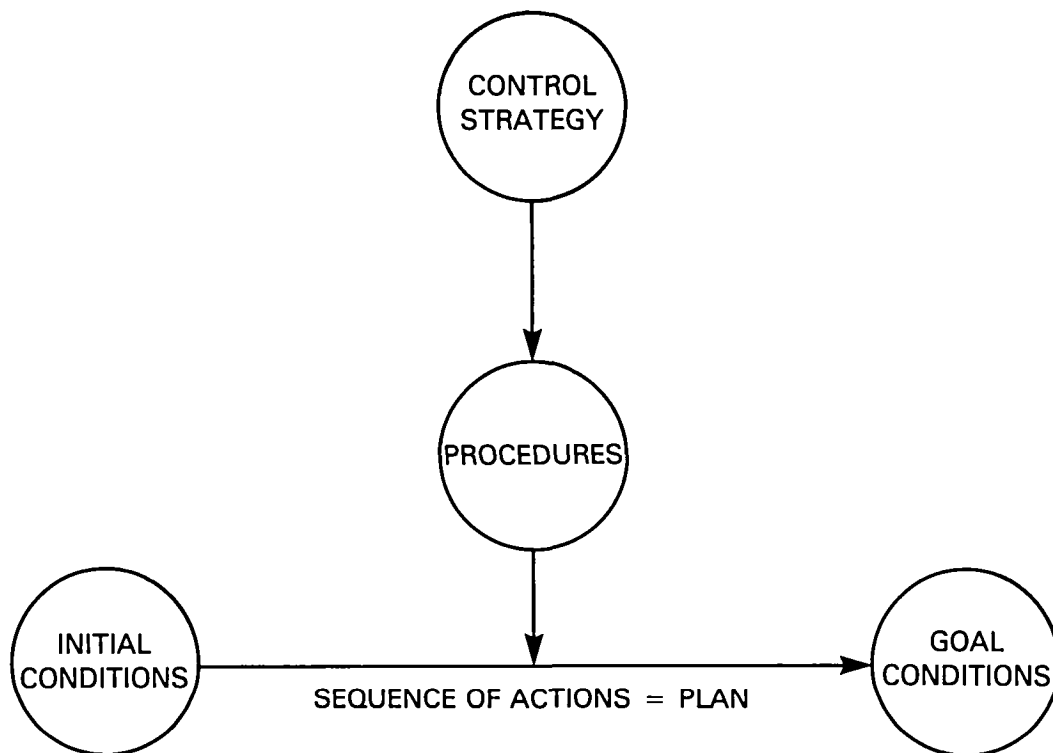 CONTROL
STRATEGY
PROCEDURES
INITIAL
CONDITIONS
GOAL
CONDITIONS
SEQUENCE OF ACTIONS = PLAN